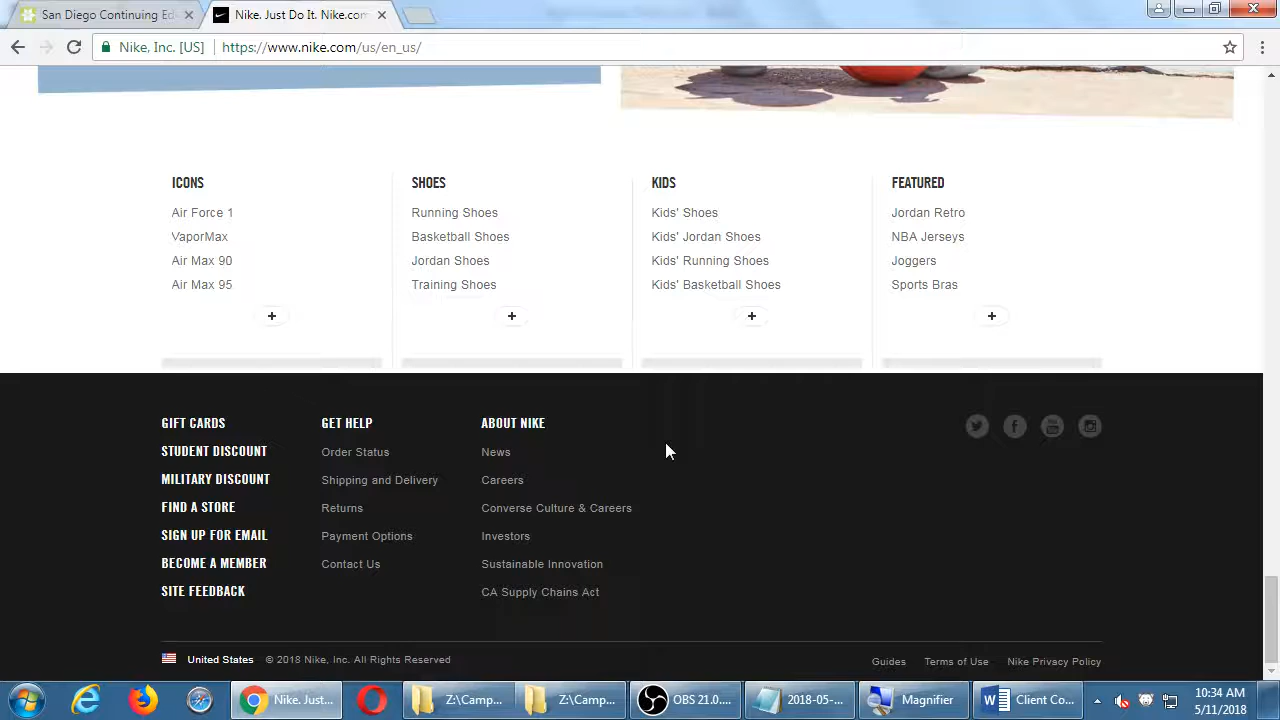 San Diego Continuing Ed
Nike. Just Do It. Nike.com
Nike, Inc. [US]
https://www.nike.com/us/en_us/
ICONS
Air Force 1
VaporMax
Air Max 90
Air Max 95
+
SHOES
Running Shoes
Basketball Shoes
Jordan Shoes
Training Shoes
+
KIDS
Kids' Shoes
Kids' Jordan Shoes
Kids' Running Shoes
Kids' Basketball Shoes
+
FEATURED
Jordan Retro
NBA Jerseys
Joggers
Sports Bras
+
GIFT CARDS
STUDENT DISCOUNT
MILITARY DISCOUNT
FIND A STORE
SIGN UP FOR EMAIL
BECOME A MEMBER
SITE FEEDBACK
GET HELP
Order Status
Shipping and Delivery
Returns
Payment Options
Contact Us
ABOUT NIKE
News
Careers
Converse Culture & Careers
Investors
Sustainable Innovation
CA Supply Chains Act
United States
© 2018 Nike, Inc. All Rights Reserved
Guides
Terms of Use
Nike Privacy Policy
Nike. Just...
Z:\Camp...
Z:\Camp...
OBS 21.0....
2018-05-...
Magnifier
Client Co...
10:34 AM
5/11/2018